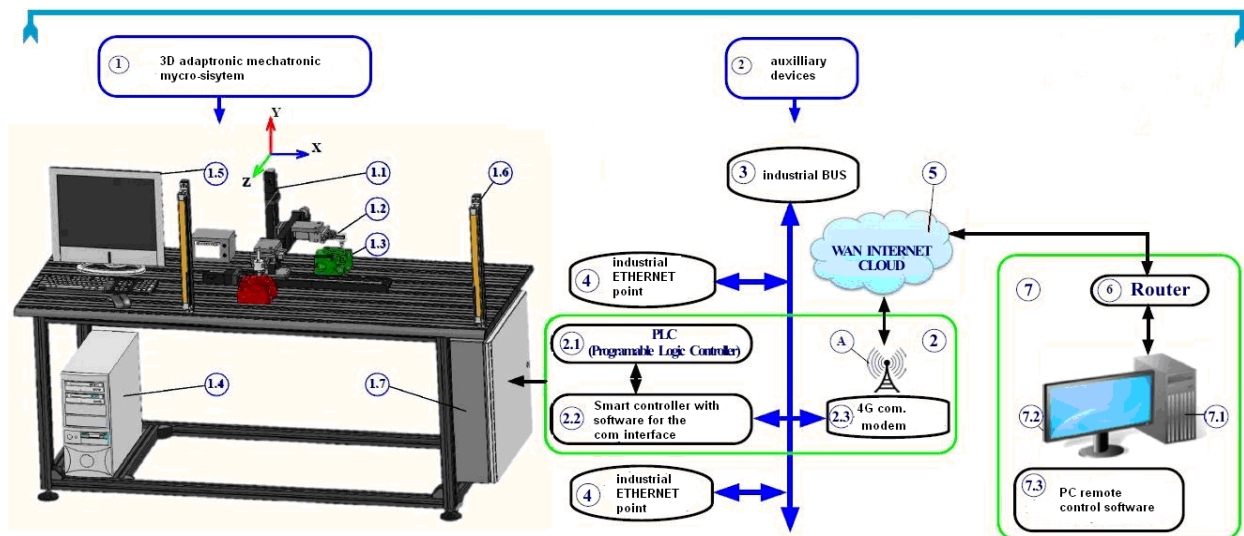 1
3D adaptronic mechatronic
mycro-sisytem
2
auxilliary
devices
Y
X
Z
1.1
1.2
1.3
1.4
1.5
1.6
1.7
3
industrial BUS
5
WAN INTERNET
CLOUD
4
industrial
ETHERNET
point
7
6
Router
2.1
PLC
(Programable Logic Controller)
A
2
2.2
Smart controller with
software for the
com interface
2.3
4G com.
modem
7.2
7.1
4
industrial
ETHERNET
point
7.3
PC remote
control software